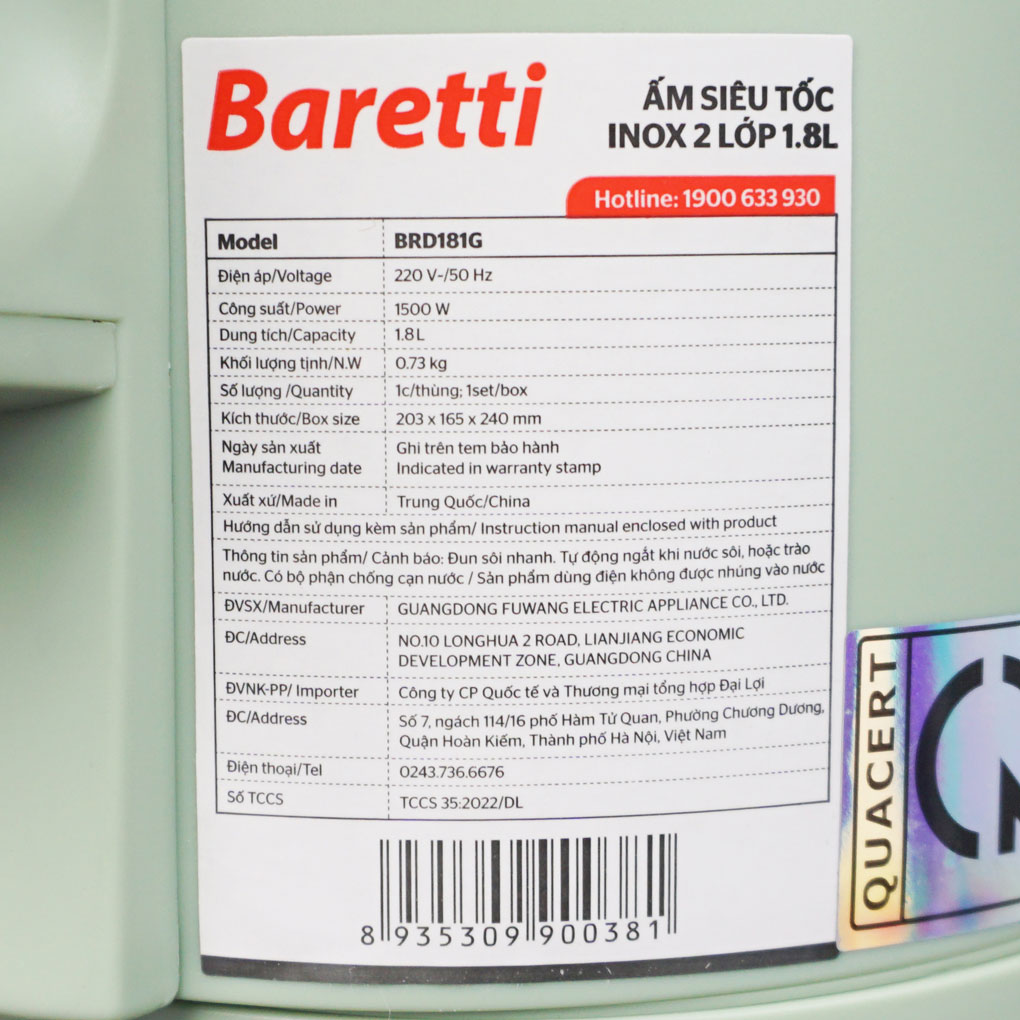 Baretti
ẤM SIÊU TỐC
INOX 2 LỚP 1.8L
Hotline: 1900 633 930
Model BRD181G
Điện áp/Voltage 220 V~/50 Hz
Công suất/Power 1500 W
Dung tích/Capacity 1.8L
Khối lượng tịnh/N.W 0.73 kg
Số lượng /Quantity 1c/thùng; 1set/box
Kích thước/Box size 203 x 165 x 240 mm
Ngày sản xuất Ghi trên tem bảo hành
Manufacturing date Indicated in warranty stamp
Xuất xứ/Made in Trung Quốc/China
Hướng dẫn sử dụng kèm sản phẩm/ Instruction manual enclosed with product
Thông tin sản phẩm/ Cảnh báo: Đun sôi nhanh. Tự động ngắt khi nước sôi, hoặc trào
nước. Có bộ phận chống cạn nước / Sản phẩm dùng điện không được nhúng vào nước
ĐVSX/Manufacturer GUANGDONG FUWANG ELECTRIC APPLIANCE CO., LTD.
ĐC/Address NO.10 LONGHUA 2 ROAD, LIANJIANG ECONOMIC
DEVELOPMENT ZONE, GUANGDONG CHINA
ĐVNK-PP/ Importer Công ty CP Quốc tế và Thương mại tổng hợp Đại Lợi
ĐC/Address Số 7, ngách 114/16 phố Hàm Tử Quan, Phường Chương Dương,
Quận Hoàn Kiếm, Thành phố Hà Nội, Việt Nam
Điện thoại/Tel 0243.736.6676
Số TCCS TCCS 35:2022/DL
8 935309 900381
QUACERT